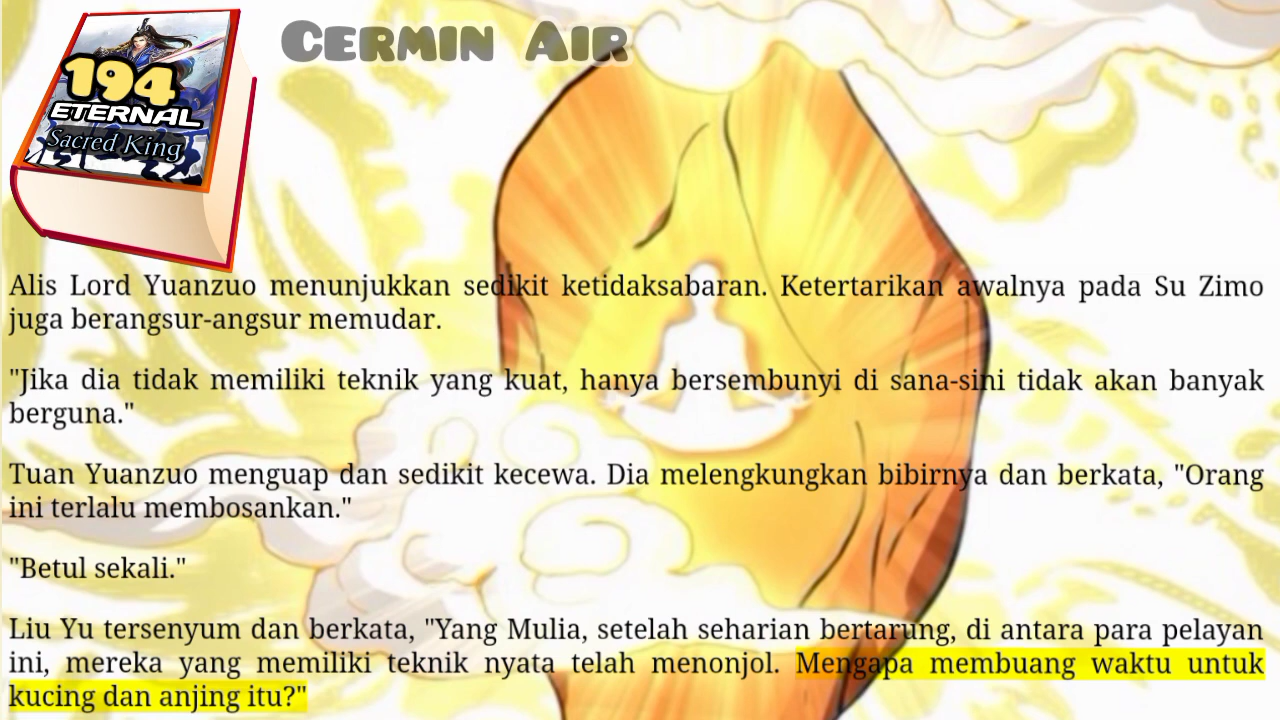 Cermin Air
194
ETERNAL
Sacred King
Alis Lord Yuanzuo menunjukkan sedikit ketidaksabaran. Ketertarikan awalnya pada Su Zimo
juga berangsur-angsur memudar.
"Jika dia tidak memiliki teknik yang kuat, hanya bersembunyi di sana-sini tidak akan banyak
berguna."
Tuan Yuanzuo menguap dan sedikit kecewa. Dia melengkungkan bibirnya dan berkata, "Orang
ini terlalu membosankan."
"Betul sekali."
Liu Yu tersenyum dan berkata, "Yang Mulia, setelah seharian bertarung, di antara para pelayan
ini, mereka yang memiliki teknik nyata telah menonjol. Mengapa membuang waktu untuk
kucing dan anjing itu?"